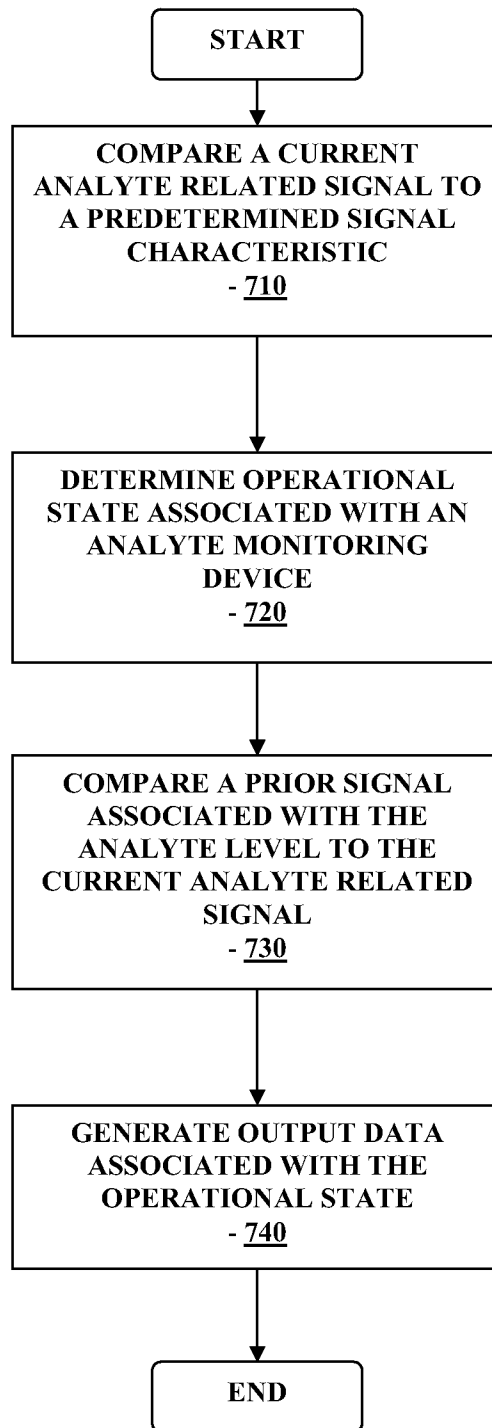 START
COMPARE A CURRENT
ANALYTE RELATED SIGNAL TO
A PREDETERMINED SIGNAL
CHARACTERISTIC
- 710
DETERMINE OPERATIONAL
STATE ASSOCIATED WITH AN
ANALYTE MONITORING
DEVICE
- 720
COMPARE A PRIOR SIGNAL
ASSOCIATED WITH THE
ANALYTE LEVEL TO THE
CURRENT ANALYTE RELATED
SIGNAL
- 730
GENERATE OUTPUT DATA
ASSOCIATED WITH THE
OPERATIONAL STATE
- 740
END